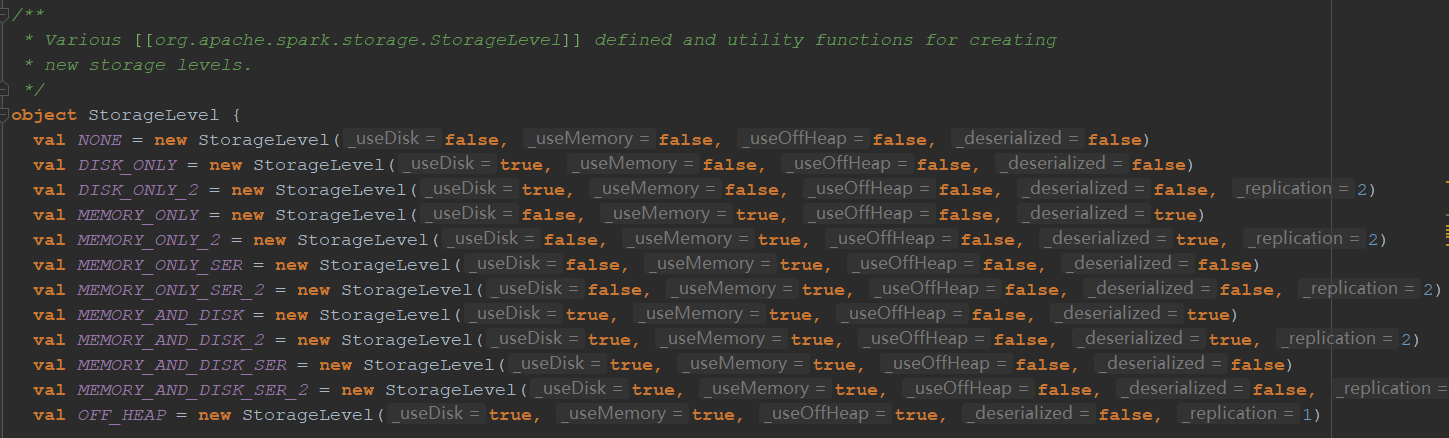 /**
 * Various [[org.apache.spark.storage.StorageLevel]] defined and utility functions for creating
 * new storage levels.
 */
object StorageLevel {
  val NONE = new StorageLevel(_useDisk = false, _useMemory = false, _useOffHeap = false, _deserialized = false)
  val DISK_ONLY = new StorageLevel(_useDisk = true, _useMemory = false, _useOffHeap = false, _deserialized = false)
  val DISK_ONLY_2 = new StorageLevel(_useDisk = true, _useMemory = false, _useOffHeap = false, _deserialized = false, _replication = 2)
  val MEMORY_ONLY = new StorageLevel(_useDisk = false, _useMemory = true, _useOffHeap = false, _deserialized = true)
  val MEMORY_ONLY_2 = new StorageLevel(_useDisk = false, _useMemory = true, _useOffHeap = false, _deserialized = true, _replication = 2)
  val MEMORY_ONLY_SER = new StorageLevel(_useDisk = false, _useMemory = true, _useOffHeap = false, _deserialized = false)
  val MEMORY_ONLY_SER_2 = new StorageLevel(_useDisk = false, _useMemory = true, _useOffHeap = false, _deserialized = false, _replication = 2)
  val MEMORY_AND_DISK = new StorageLevel(_useDisk = true, _useMemory = true, _useOffHeap = false, _deserialized = true)
  val MEMORY_AND_DISK_2 = new StorageLevel(_useDisk = true, _useMemory = true, _useOffHeap = false, _deserialized = true, _replication = 2)
  val MEMORY_AND_DISK_SER = new StorageLevel(_useDisk = true, _useMemory = true, _useOffHeap = false, _deserialized = false)
  val MEMORY_AND_DISK_SER_2 = new StorageLevel(_useDisk = true, _useMemory = true, _useOffHeap = false, _deserialized = false, _replication =
  val OFF_HEAP = new StorageLevel(_useDisk = true, _useMemory = true, _useOffHeap = true, _deserialized = false, _replication = 1)